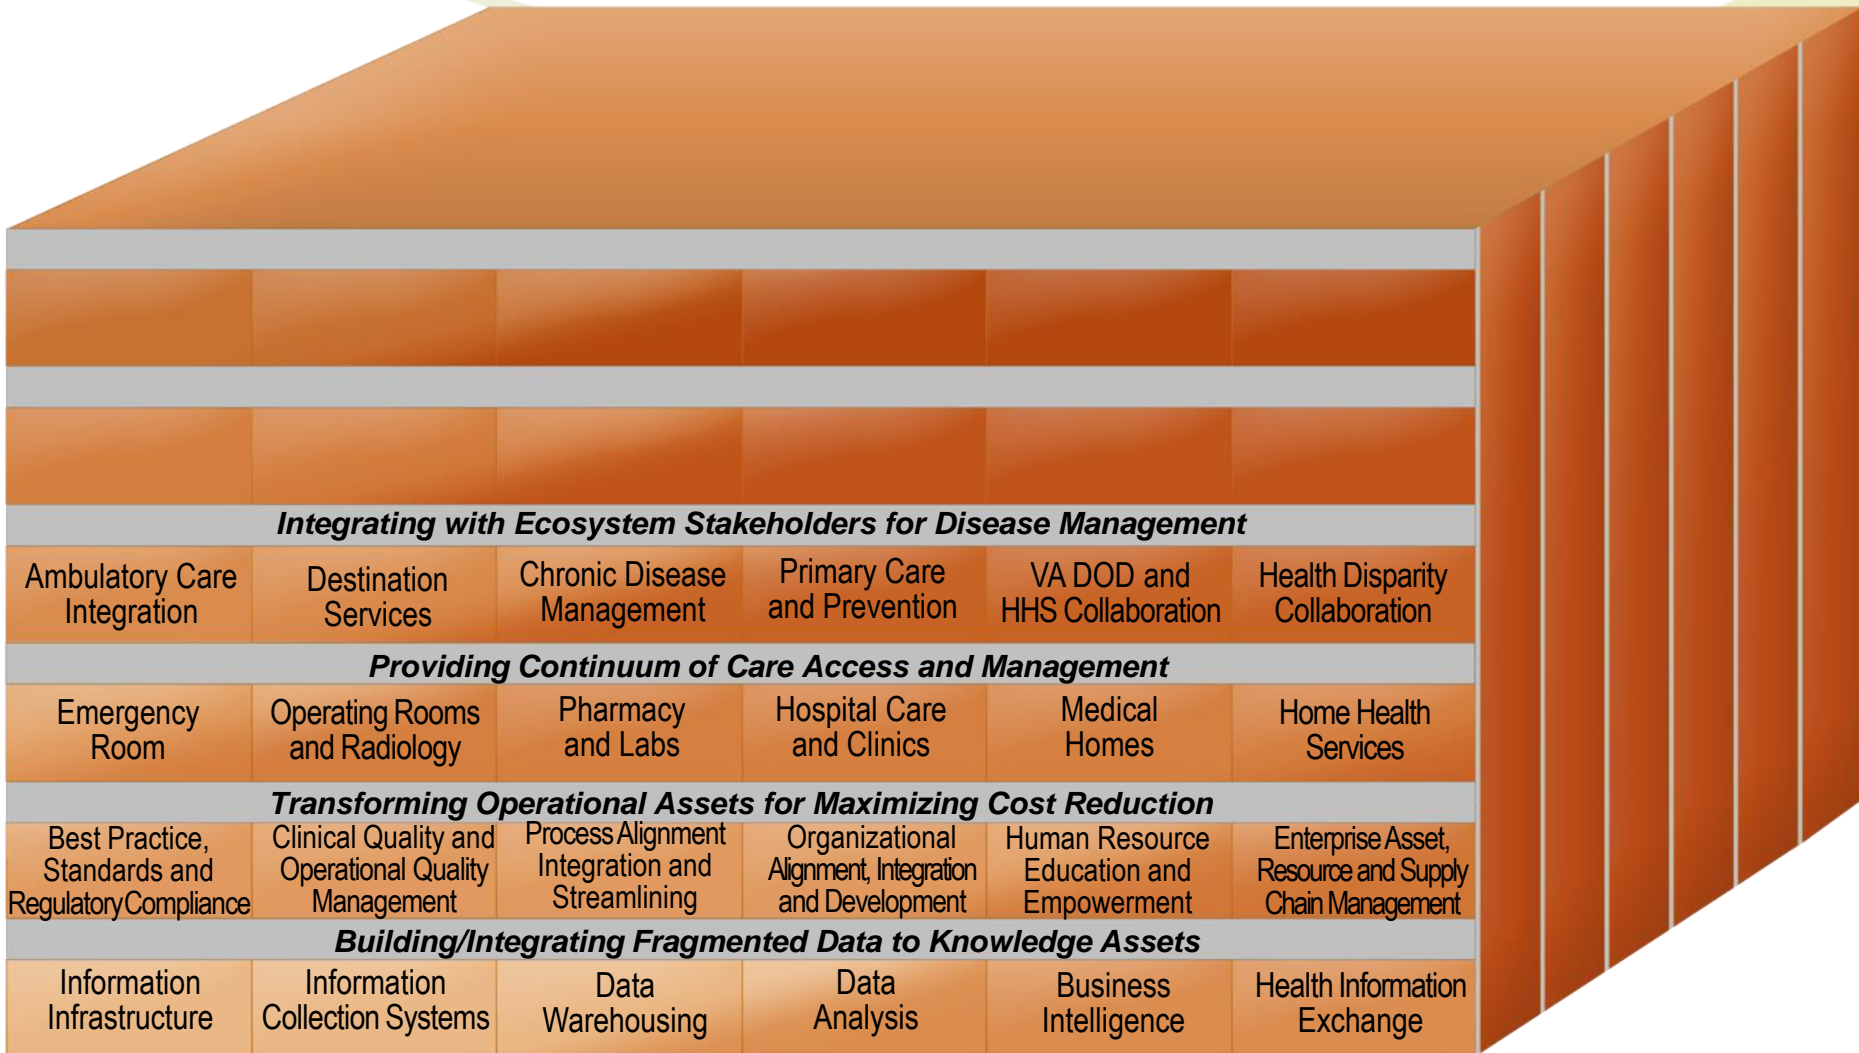 Integrating with Ecosystem Stakeholders for Disease Management
Ambulatory Care
Integration
Destination
Services
Chronic Disease
Management
Primary Care
and Prevention
VA DOD and
HHS Collaboration
Health Disparity
Collaboration
Providing Continuum of Care Access and Management
Emergency
Room
Operating Rooms
and Radiology
Pharmacy
and Labs
Hospital Care
and Clinics
Medical
Homes
Home Health
Services
Transforming Operational Assets for Maximizing Cost Reduction
Best Practice,
Standards and
Regulatory Compliance
Clinical Quality and
Operational Quality
Management
Process Alignment
Integration and
Streamlining
Organizational
Alignment, Integration
and Development
Human Resource
Education and
Empowerment
Enterprise Asset,
Resource and Supply
Chain Management
Building/Integrating Fragmented Data to Knowledge Assets
Information
Infrastructure
Information
Collection Systems
Data
Warehousing
Data
Analysis
Business
Intelligence
Health Information
Exchange